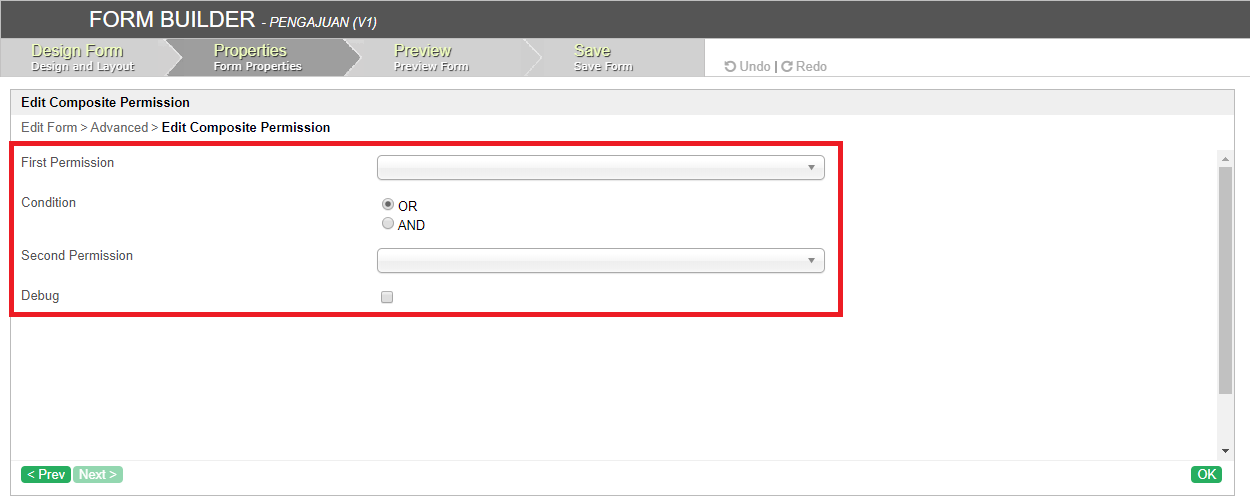 FORM BUILDER - PENGAJUAN (V1)
Design Form
Design and Layout
Properties
Form Properties
Preview
Preview Form
Save
Save Form
Undo | Redo
Edit Composite Permission
Edit Form > Advanced > Edit Composite Permission
First Permission
Condition
OR
AND
Second Permission
Debug
< Prev
Next >
OK